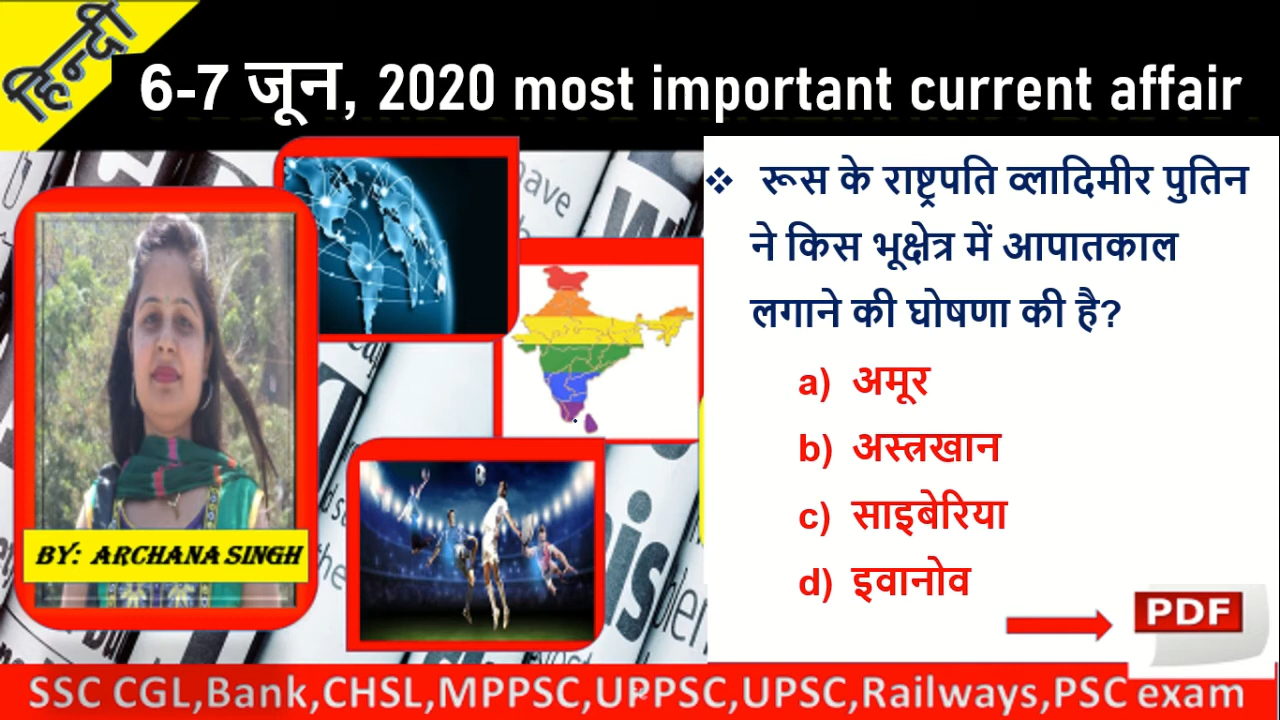 हिन्दी
6-7 जून, 2020 most important current affair
❖ रूस के राष्ट्रपति व्लादिमीर पुतिन
ने किस भूक्षेत्र में आपातकाल
लगाने की घोषणा की है?
a) अमूर
b) अस्त्रखान
c) साइबेरिया
d) इवानोव
BY: ARCHANA SINGH
have
PDF
SSC CGL,Bank,CHSL,MPPSC,UPPSC,UPSC,Railways,PSC exam